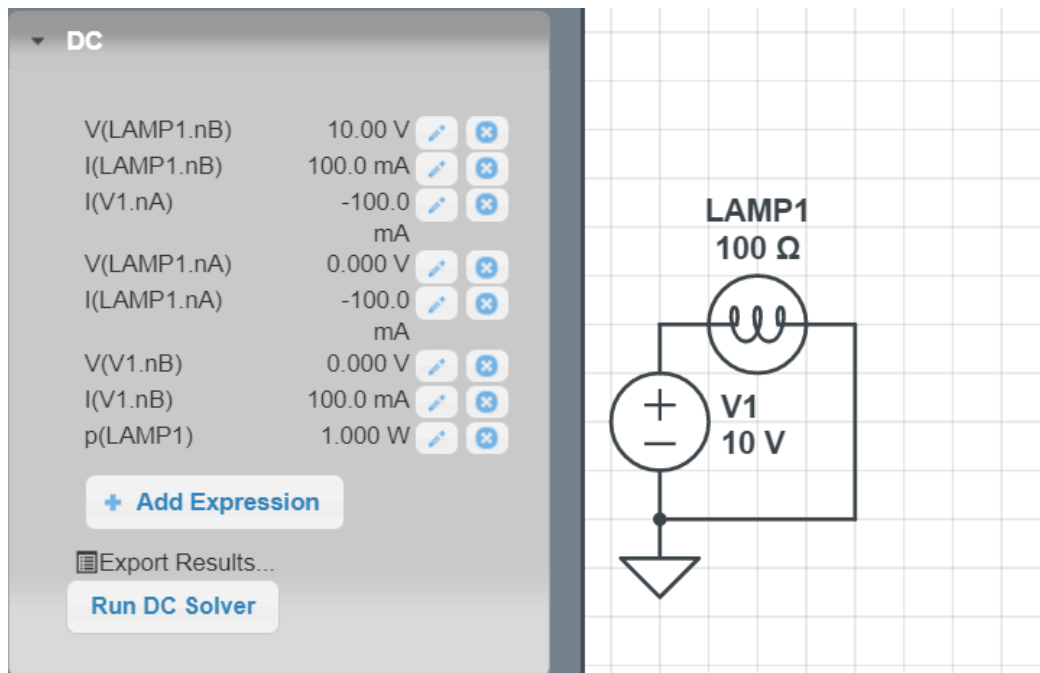 DC
V(LAMP1.nB) 10.00 V
I(LAMP1.nB) 100.0 mA
I(V1.nA) -100.0
mA
V(LAMP1.nA) 0.000 V
I(LAMP1.nA) -100.0
mA
V(V1.nB) 0.000 V
I(V1.nB) 100.0 mA
p(LAMP1) 1.000 W
+ Add Expression
Export Results...
Run DC Solver
LAMP1
100 Ω
V1
10 V